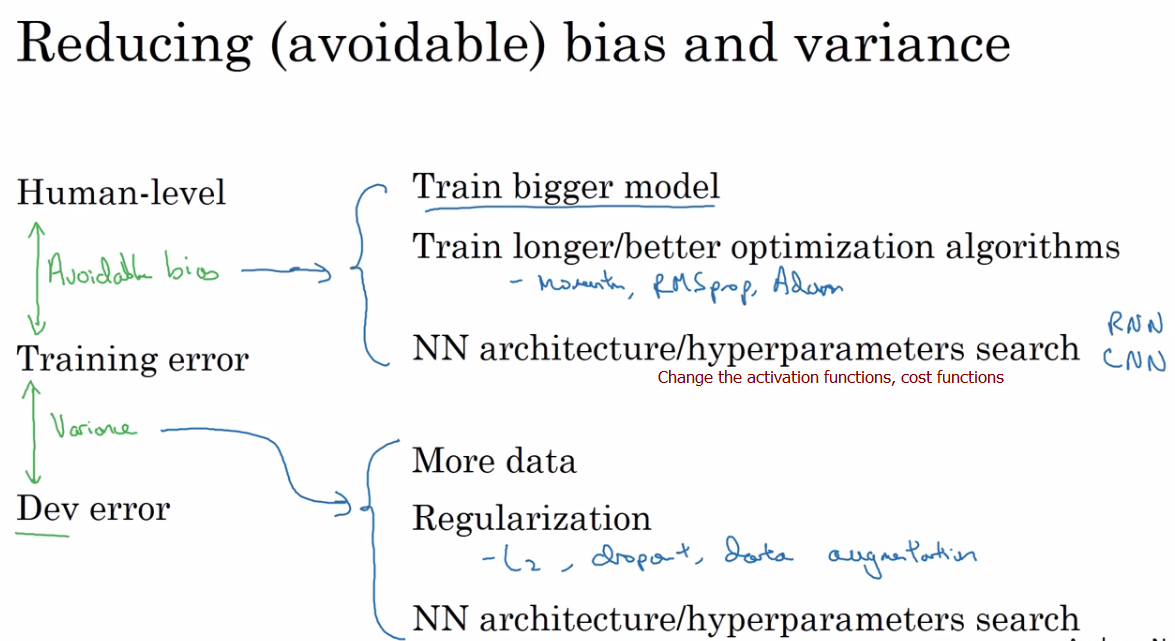 Reducing (avoidable) bias and variance
Human-level
Avoidable bias
Training error
Variance
Dev error
Train bigger model
Train longer/better optimization algorithms
- Momentum, RMSprop, Adam
NN architecture/hyperparameters search
RNN
CNN
Change the activation functions, cost functions
More data
Regularization
- L2, dropout, data augmentation
NN architecture/hyperparameters search